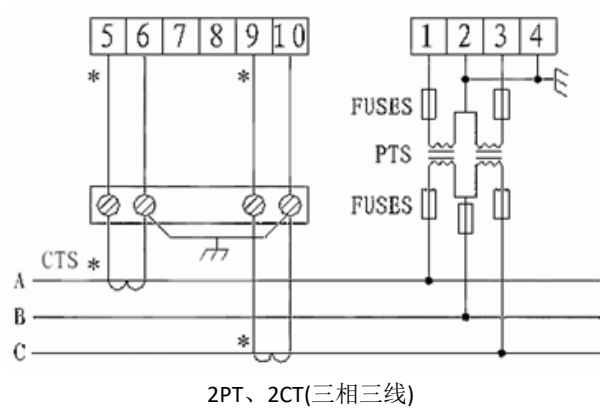 5 6 7 8 9 10 1 2 3 4
* *
FUSES
PTS
FUSES
CTS *
A
B
C *
2PT、2CT(三相三线)